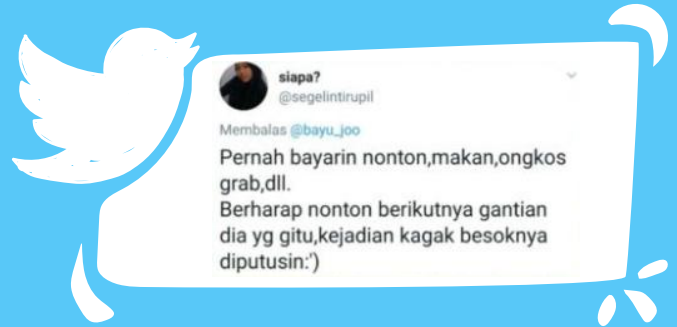 siapa?
@segelintirupil
Membalas @bayu_joo
Pernah bayarin nonton,makan,ongkos
grab,dll.
Berharap nonton berikutnya gantian
dia yg gitu,kejadian kagak besoknya
diputusin:')